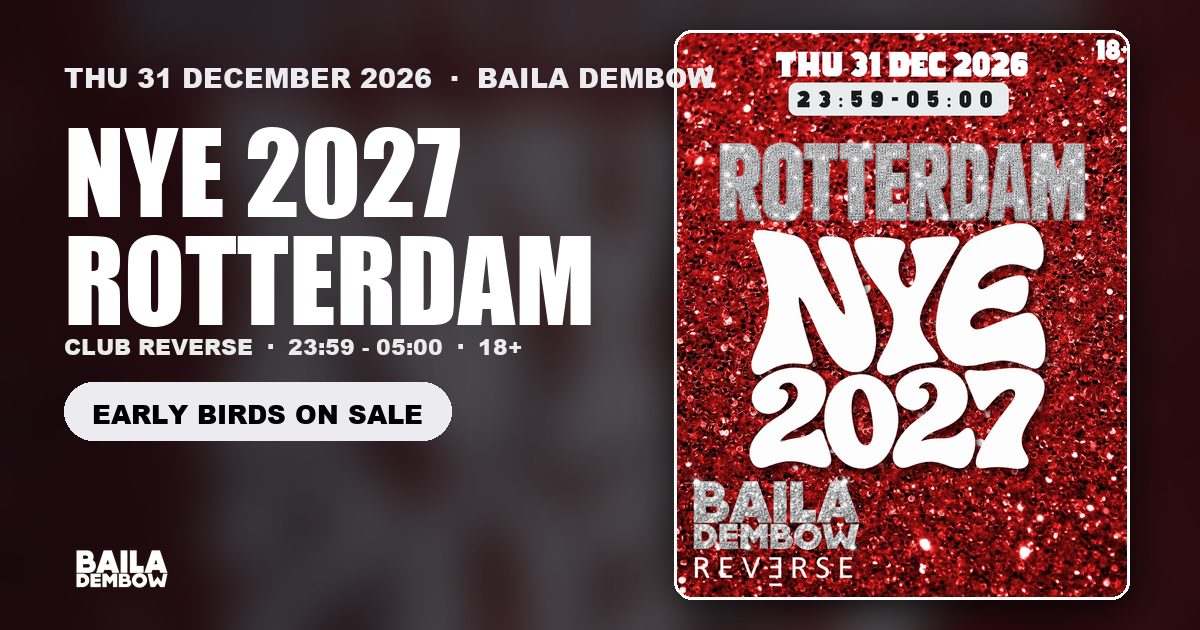 THU 31 DECEMBER 2026 · BAILA DEMBOW
NYE 2027
ROTTERDAM
CLUB REVERSE · 23:59 - 05:00 · 18+
EARLY BIRDS ON SALE
BAILA
DEMBOW
18+
THU 31 DEC 2026
23:59-05:00
ROTTERDAM
NYE
2027
BAILA
DEMBOW
REVERSE